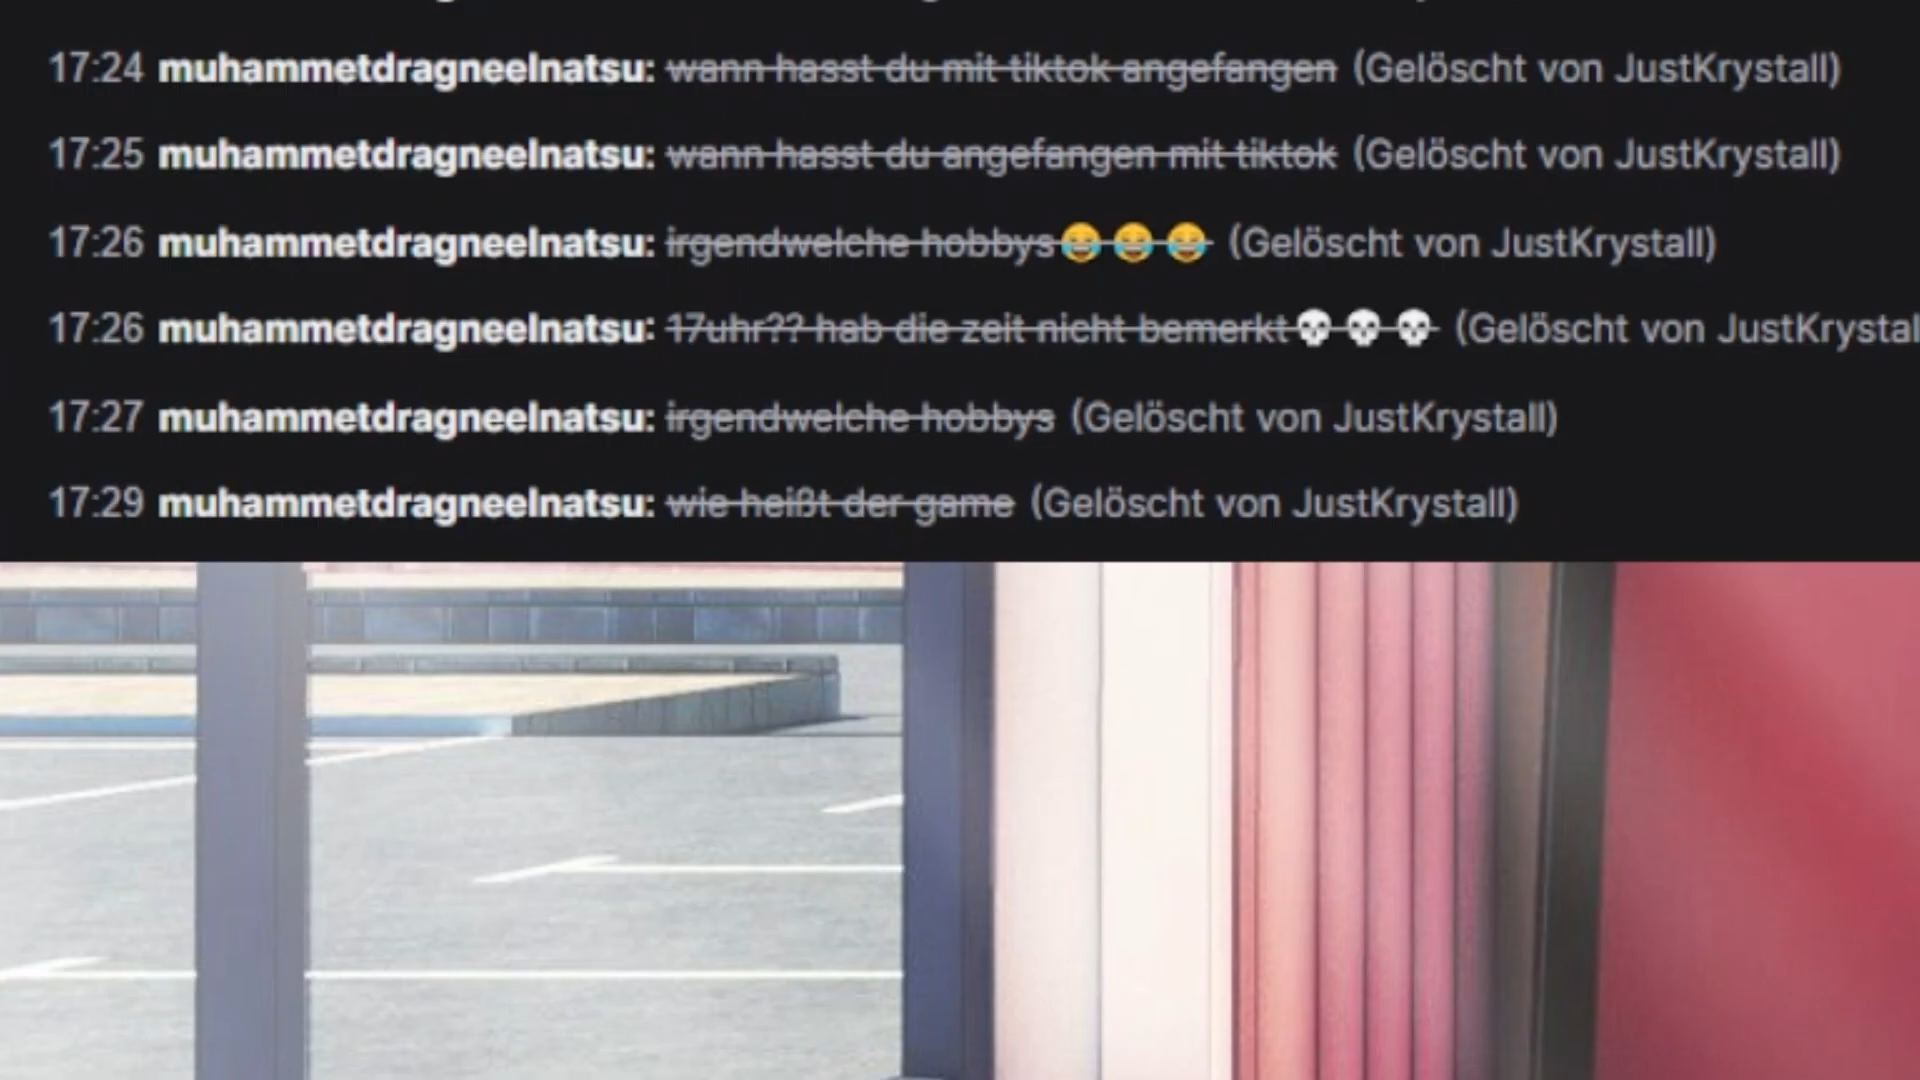 17:24 muhammetdragneelnatsu: wann hasst du mit tiktok angefangen (Gelöscht von JustKrystall)
17:25 muhammetdragneelnatsu: wann hasst du angefangen mit tiktok (Gelöscht von JustKrystall)
17:26 muhammetdragneelnatsu: irgendwelche hobbys😂😂😂 (Gelöscht von JustKrystall)
17:26 muhammetdragneelnatsu: 17uhr?? hab die zeit nicht bemerkt💀💀💀 (Gelöscht von JustKrystal
17:27 muhammetdragneelnatsu: irgendwelche hobbys (Gelöscht von JustKrystall)
17:29 muhammetdragneelnatsu: wie heißt der game (Gelöscht von JustKrystall)